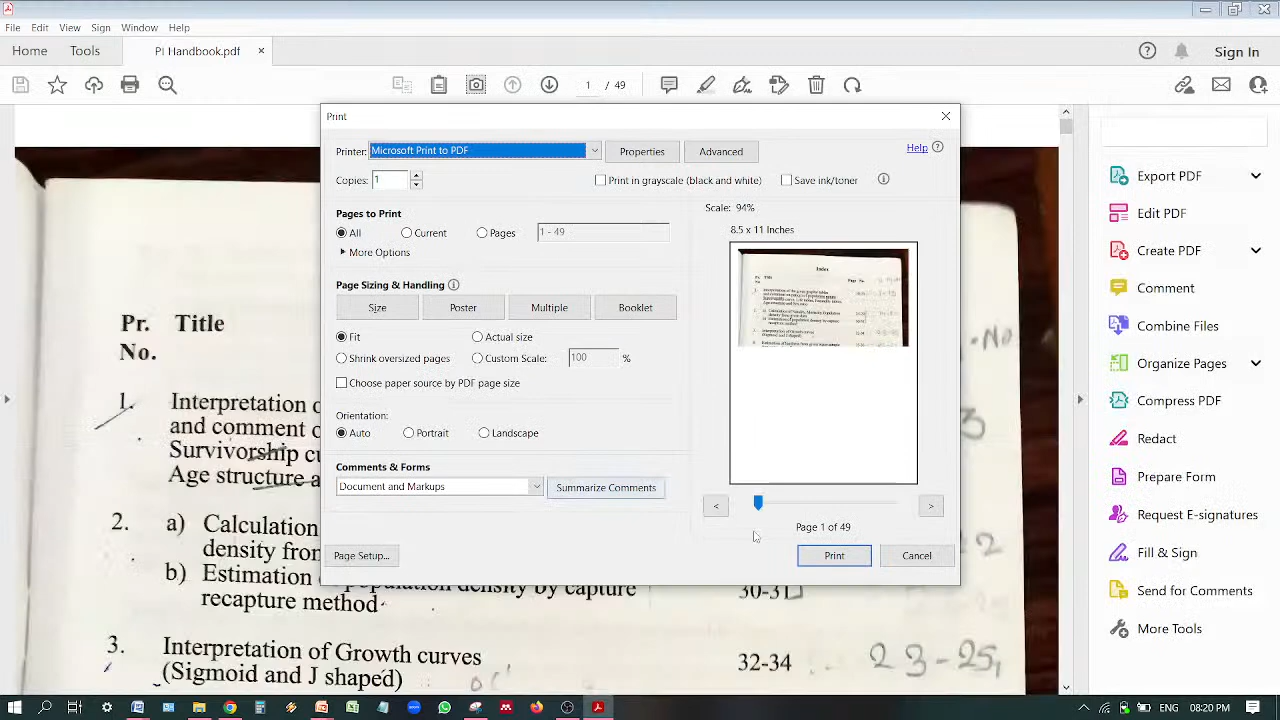 File Edit View Sign Window Help
Home Tools PI Handbook.pdf × Sign In
1 / 49
Print
Printer: Microsoft Print to PDF Properties Advanced Help
Copies: 1 Print in grayscale (black and white) Save ink/toner
Pages to Print
All Current Pages 1 - 49
More Options
Page Sizing & Handling
Size Poster Multiple Booklet
Fit Actual size
Shrink oversized pages Custom Scale: 100 %
Choose paper source by PDF page size
Orientation:
Auto Portrait Landscape
Comments & Forms
Document and Markups Summarize Comments
Page Setup...
Scale: 94%
8.5 x 11 Inches
Index
< >
Page 1 of 49
Print Cancel
Pr. Title
No.
1. Interpretation
and comment
Survivorship
Age structure
2. a) Calculation
density
b) Estimation population density by capture
recapture method 30-31
3. Interpretation of Growth curves
(Sigmoid and J shaped) 32-34 23-25,
Export PDF
Edit PDF
Create PDF
Comment
Combine Files
Organize Pages
Compress PDF
Redact
Prepare Form
Request E-signatures
Fill & Sign
Send for Comments
More Tools
ENG 08:20 PM